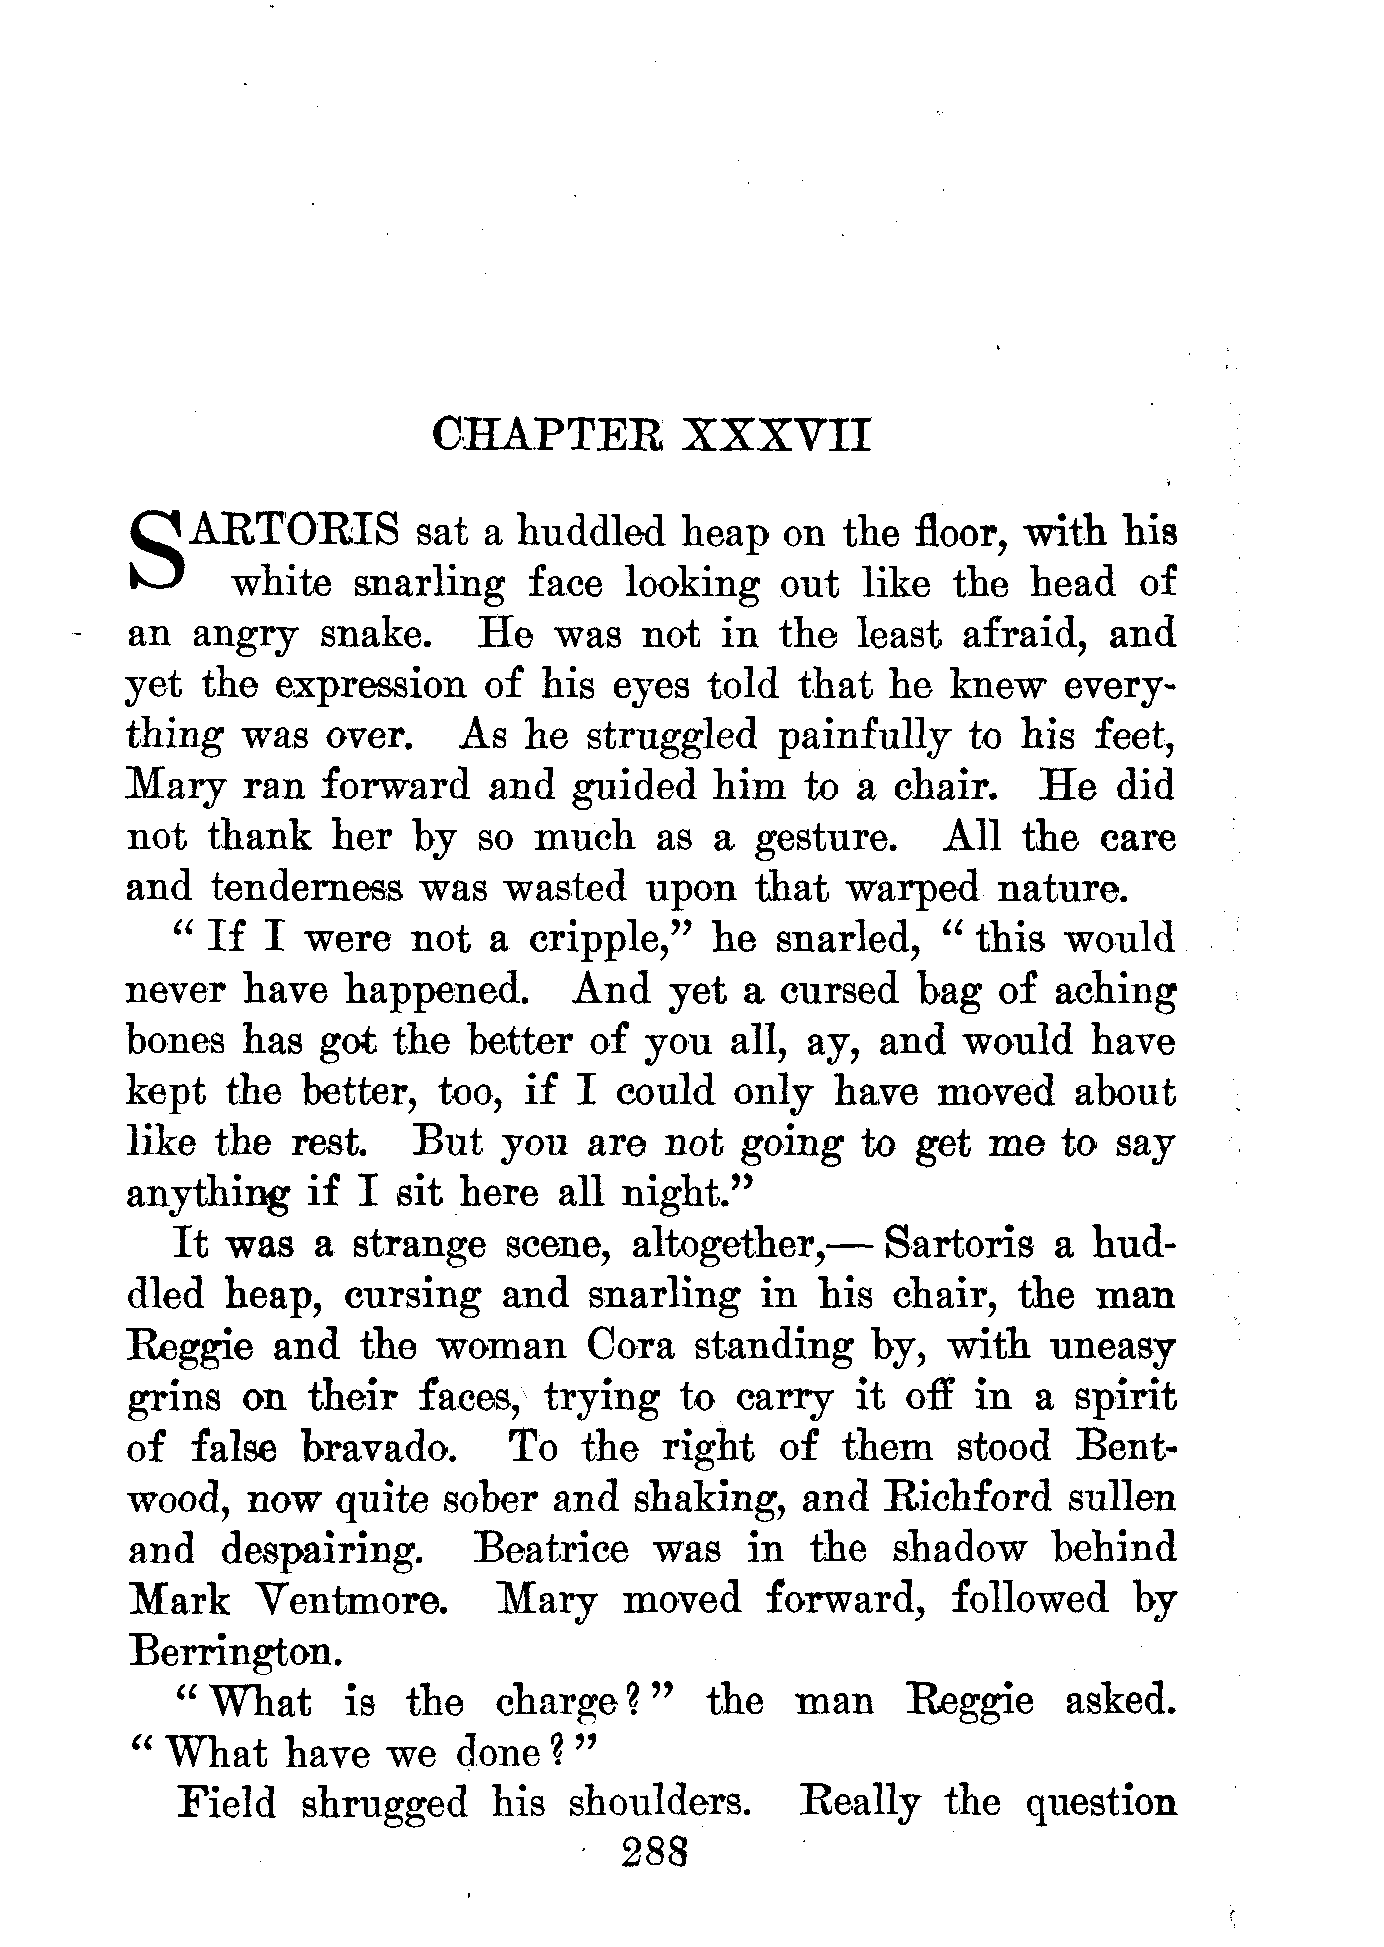 CHAPTER XXXVII
SARTORIS sat a huddled heap on the floor, with his
white snarling face looking out like the head of
an angry snake. He was not in the least afraid, and
yet the expression of his eyes told that he knew every-
thing was over. As he struggled painfully to his feet,
Mary ran forward and guided him to a chair. He did
not thank her by so much as a gesture. All the care
and tenderness was wasted upon that warped nature.
“ If I were not a cripple,” he snarled, “ this would
never have happened. And yet a cursed bag of aching
bones has got the better of you all, ay, and would have
kept the better, too, if I could only have moved about
like the rest. But you are not going to get me to say
anything if I sit here all night.”
It was a strange scene, altogether,— Sartoris a hud-
dled heap, cursing and snarling in his chair, the man
Reggie and the woman Cora standing by, with uneasy
grins on their faces, trying to carry it off in a spirit
of false bravado. To the right of them stood Bent-
wood, now quite sober and shaking, and Richford sullen
and despairing. Beatrice was in the shadow behind
Mark Ventmore. Mary moved forward, followed by
Berrington.
“ What is the charge? ” the man Reggie asked.
“ What have we done? ”
Field shrugged his shoulders. Really the question
288